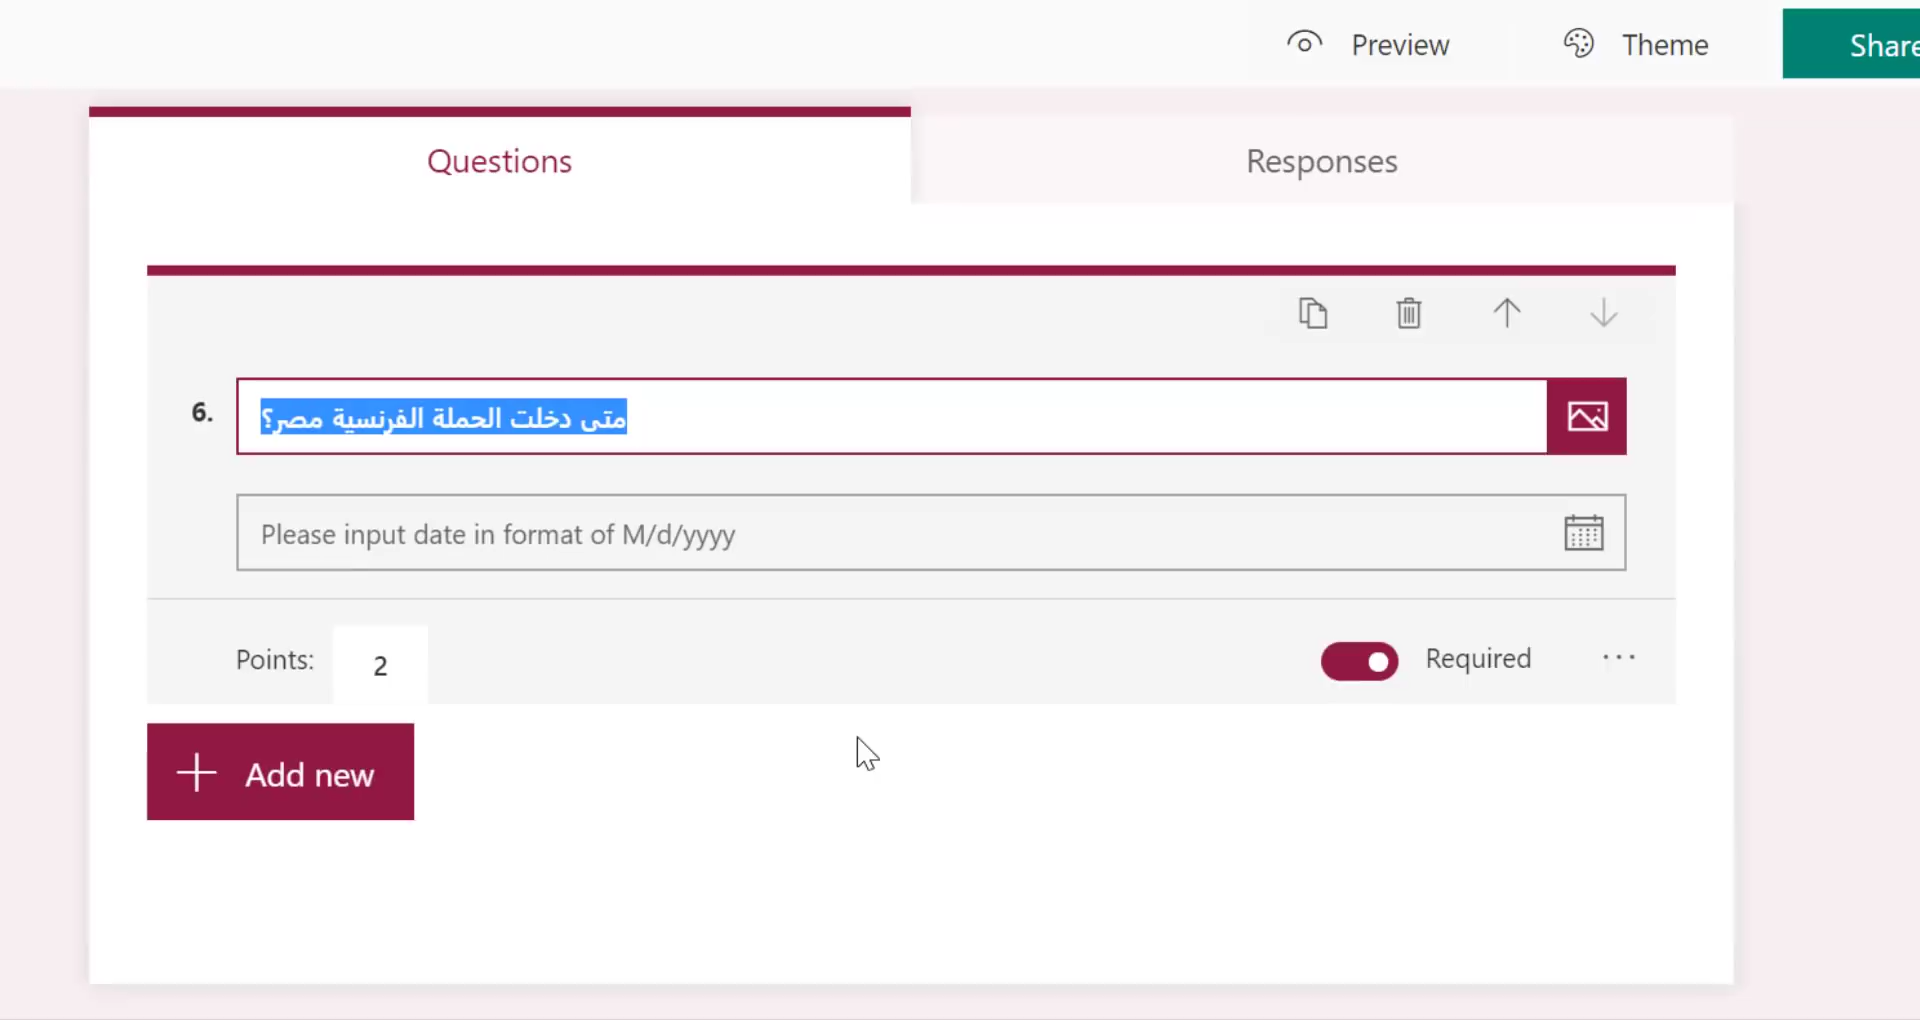 Preview
Theme
Share
Questions
Responses
6.
متى دخلت الحملة الفرنسية مصر؟
Please input date in format of M/d/yyyy
Points:
2
Required
Add new